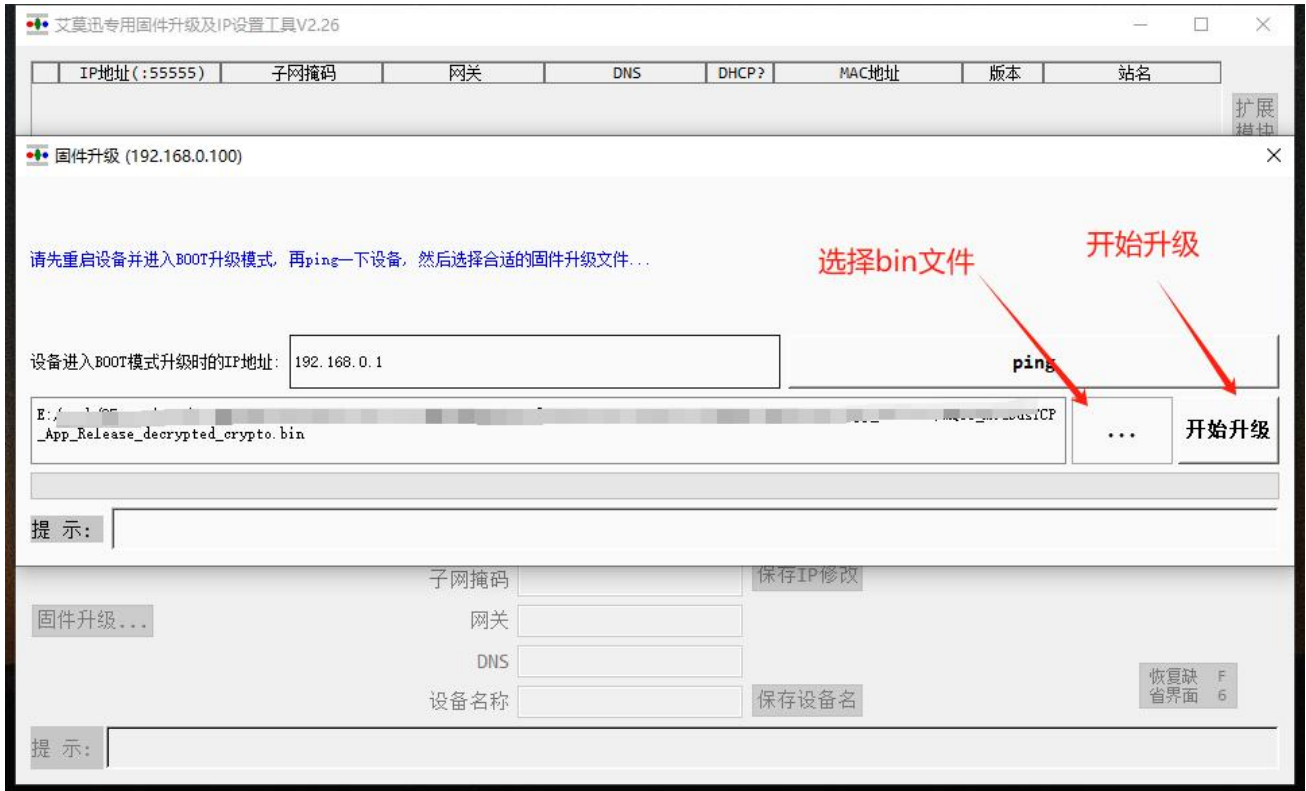 艾莫迅专用固件升级及IP设置工具V2.26
IP地址(:55555) 子网掩码 网关 DNS DHCP? MAC地址 版本 站名
扩展
模块
固件升级 (192.168.0.100)
请先重启设备并进入BOOT升级模式, 再ping一下设备, 然后选择合适的固件升级文件...
选择bin文件
开始升级
设备进入BOOT模式升级时的IP地址: 192.168.0.1 ping
E:/
_App_Release_decrypted_crypto.bin
... 开始升级
提 示:
子网掩码 保存IP修改
固件升级... 网关
DNS
设备名称 保存设备名
恢复缺 F
省界面 6
提 示: